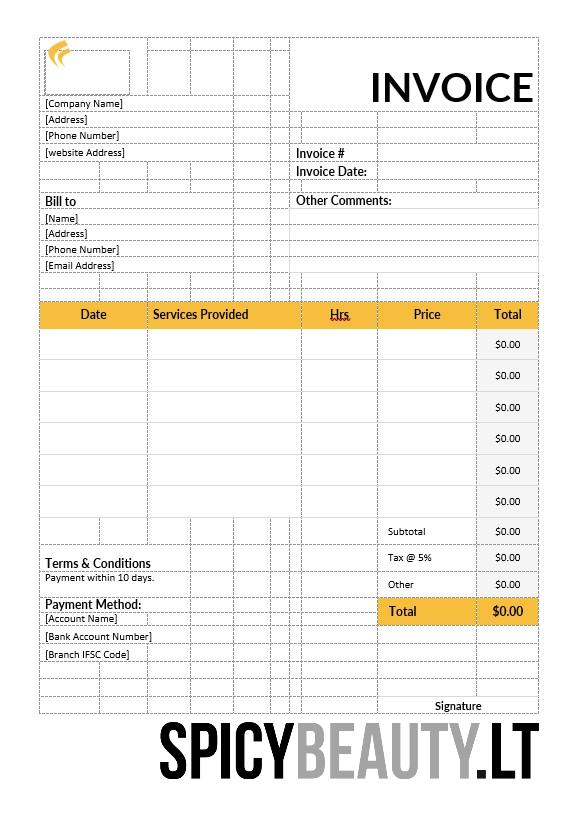 INVOICE
[Company Name]
[Address]
[Phone Number]
[website Address]
Invoice #
Invoice Date:
Bill to
Other Comments:
[Name]
[Address]
[Phone Number]
[Email Address]
Date Services Provided Hrs Price Total
$0.00
$0.00
$0.00
$0.00
$0.00
$0.00
Subtotal $0.00
Terms & Conditions
Tax @ 5% $0.00
Payment within 10 days.
Other $0.00
Payment Method:
Total $0.00
[Account Name]
[Bank Account Number]
[Branch IFSC Code]
Signature
SPICYBEAUTY.LT